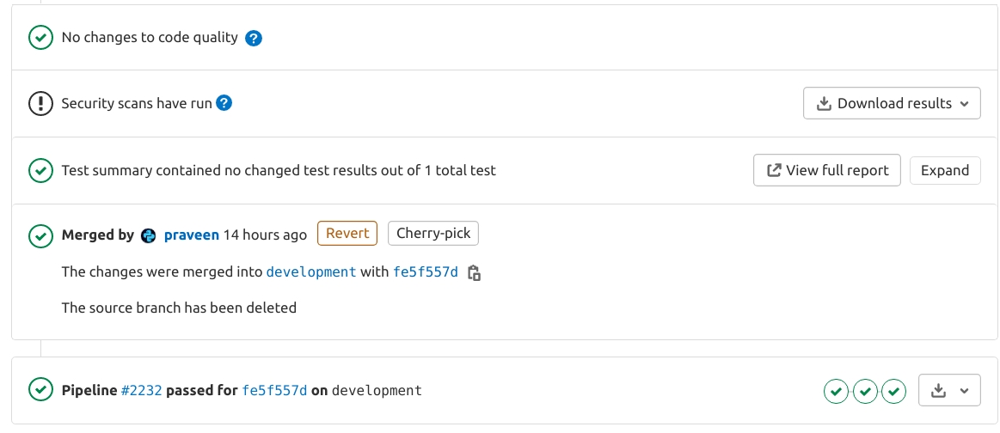 No changes to code quality ?
Security scans have run ? Download results
Test summary contained no changed test results out of 1 total test View full report Expand
Merged by praveen 14 hours ago Revert Cherry-pick
The changes were merged into development with fe5f557d
The source branch has been deleted
Pipeline #2232 passed for fe5f557d on development